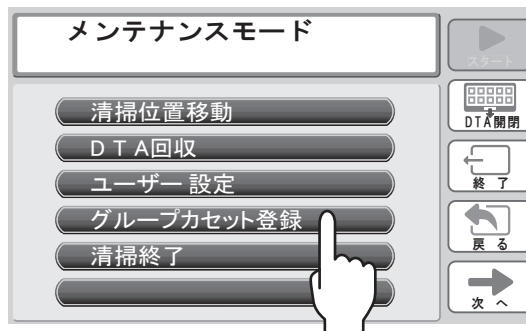 メンテナンスモード
清掃位置移動
ＤＴＡ回収
ユーザー設定
グループカセット登録
清掃終了
スタート
DTA開閉
終 了
戻 る
次 へ